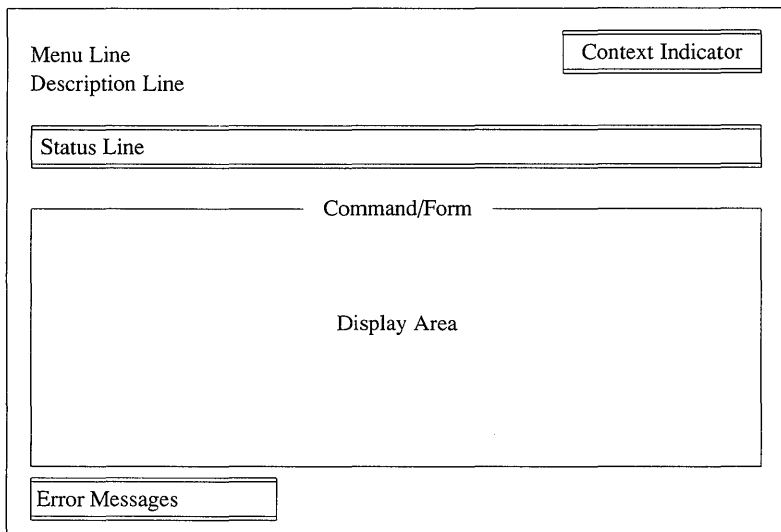 Menu Line
Context Indicator
Description Line
Status Line
Command/Form
Display Area
Error Messages